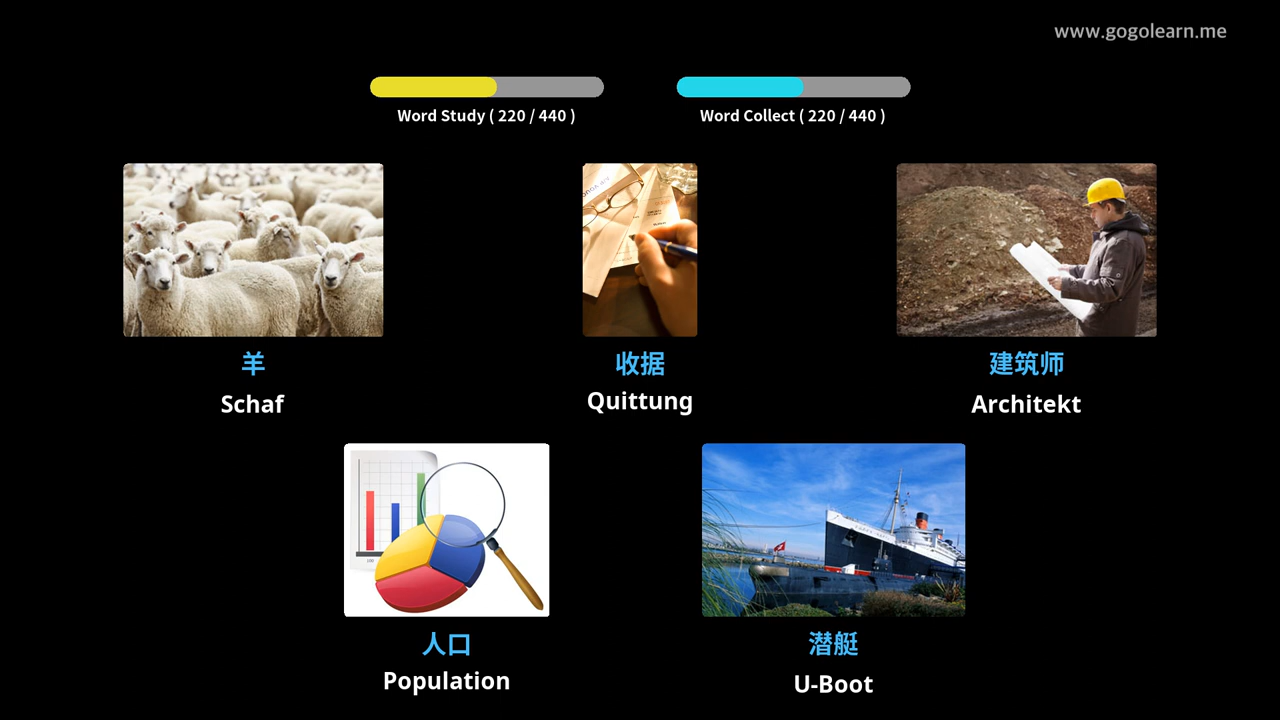 www.gogolearn.me
Word Study ( 220 / 440 )
Word Collect ( 220 / 440 )
羊
Schaf
收据
Quittung
建筑师
Architekt
100
人口
Population
潜艇
U-Boot